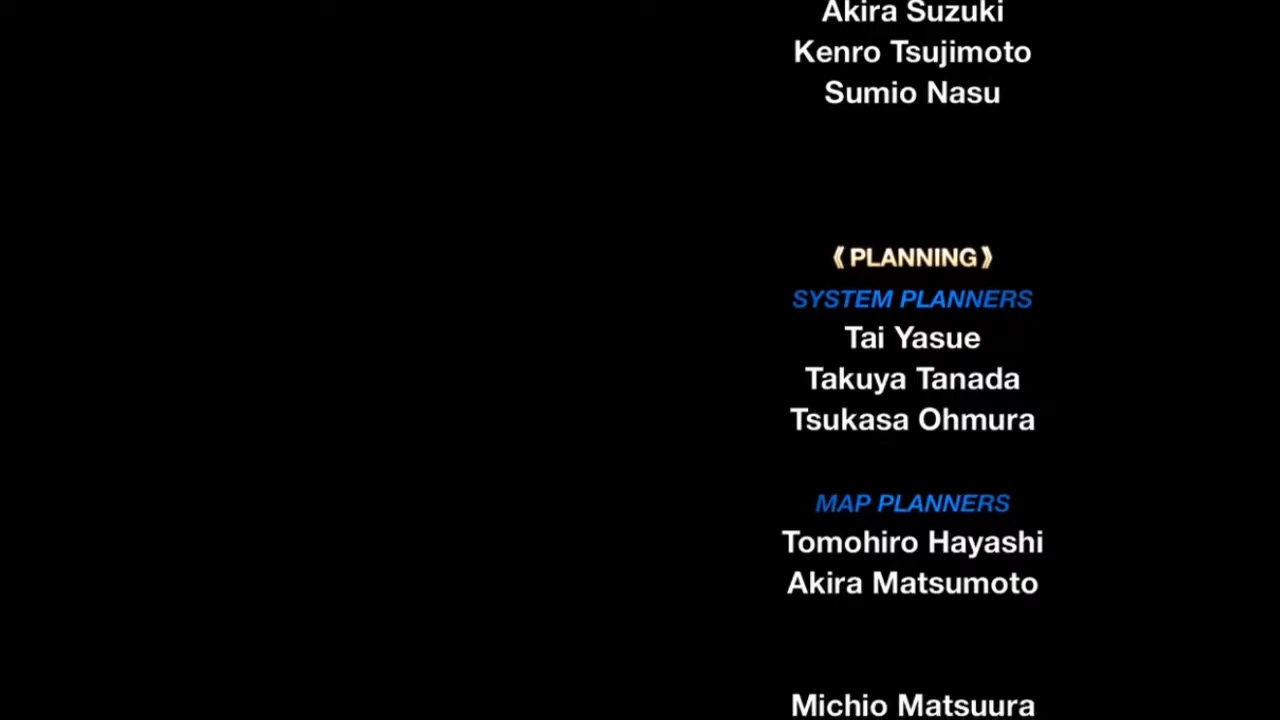 Akira Suzuki
Kenro Tsujimoto
Sumio Nasu
《PLANNING》
SYSTEM PLANNERS
Tai Yasue
Takuya Tanada
Tsukasa Ohmura
MAP PLANNERS
Tomohiro Hayashi
Akira Matsumoto
Michio Matsuura